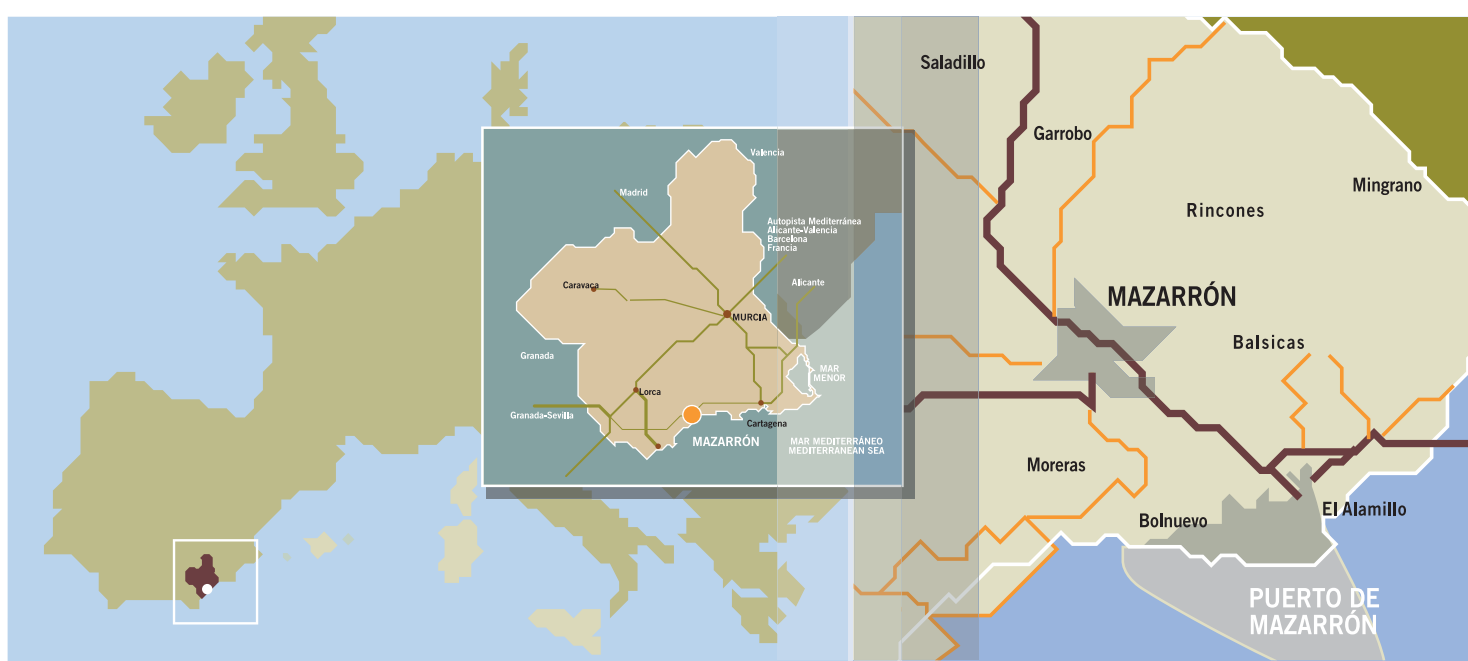 Valencia
Madrid
Autopista Mediterránea
Alicante-Valencia
Barcelona
Francia
Caravaca
Alicante
MURCIA
Granada
MAR
MENOR
Lorca
Granada-Sevilla
Cartagena
MAZARRÓN
MAR MEDITERRÁNEO
MEDITERRANEAN SEA
Saladillo
Garrobo
Mingrano
Rincones
MAZARRÓN
Balsicas
Moreras
El Alamillo
Bolnuevo
PUERTO DE
MAZARRÓN